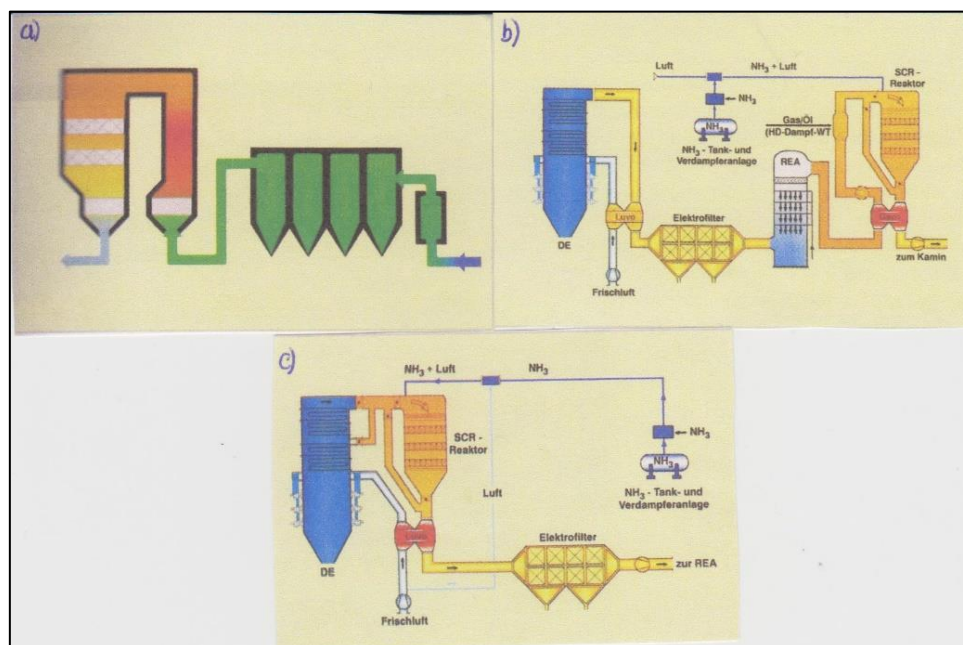 a)
b)
Luft
NH₃ + Luft
SCR -
Reaktor
NH₃
Gas/Öl
(HD-Dampf-WT
NH₃
NH₃ - Tank- und
Verdampferanlage
REA
Luvo
Elektrofilter
DE
zum Kamin
Frischluft
c)
NH₃ + Luft
NH₃
SCR -
Reaktor
NH₃
NH₃
Luft
NH₃ - Tank- und
Verdampferanlage
Elektrofilter
zur REA
DE
Frischluft